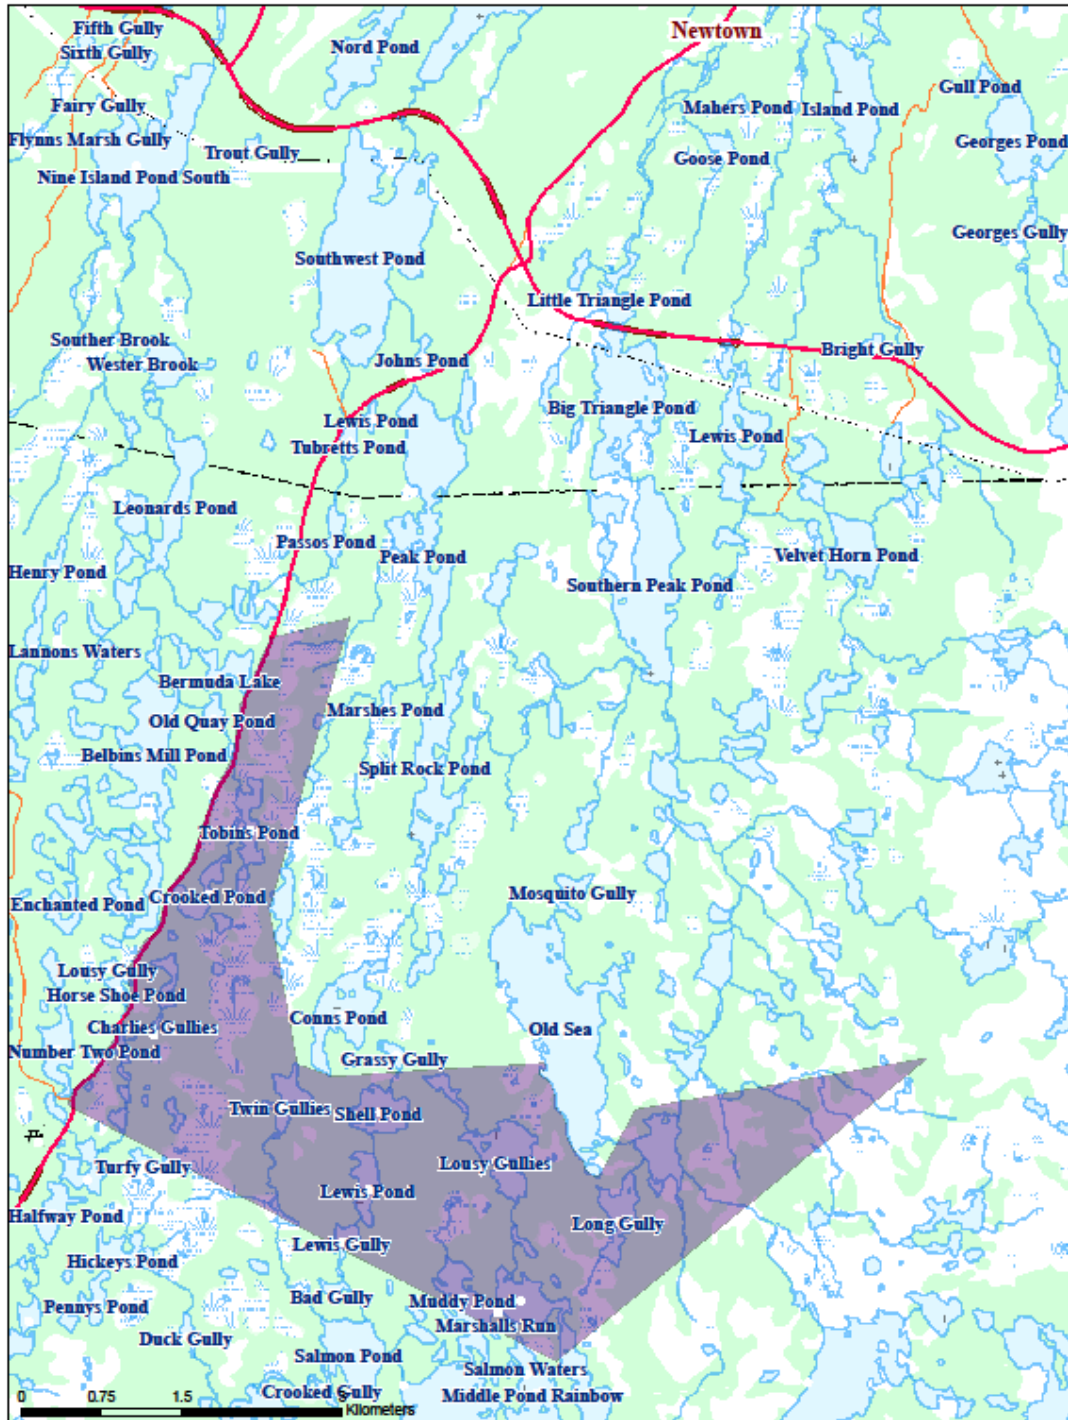 Fifth Gully
Newtown
Sixth Gully
Nord Pond
Gull Pond
Fairy Gully
Mahers Pond
Island Pond
Flynns Marsh Gully
Georges Pond
Trout Gully
Goose Pond
Nine Island Pond South
Georges Gully
Southwest Pond
Little Triangle Pond
Souther Brook
Bright Gully
Wester Brook
Johns Pond
Big Triangle Pond
Lewis Pond
Lewis Pond
Tubretts Pond
Leonards Pond
Passos Pond
Peak Pond
Velvet Horn Pond
Henry Pond
Southern Peak Pond
Lannons Waters
Bermuda Lake
Marshes Pond
Old Quay Pond
Belbins Mill Pond
Split Rock Pond
Tobins Pond
Mosquito Gully
Crooked Pond
Enchanted Pond
Lousy Gully
Horse Shoe Pond
Conns Pond
Charlies Gullies
Old Sea
Number Two Pond
Grassy Gully
Twin Gullies
Shell Pond
Turfy Gully
Lousy Gullies
Lewis Pond
Halfway Pond
Long Gully
Lewis Gully
Hickeys Pond
Bad Gully
Muddy Pond
Pennys Pond
Marshalls Run
Duck Gully
Salmon Pond
Salmon Waters
Crooked Gully
Middle Pond Rainbow
0 0.75 1.5
Kilometers